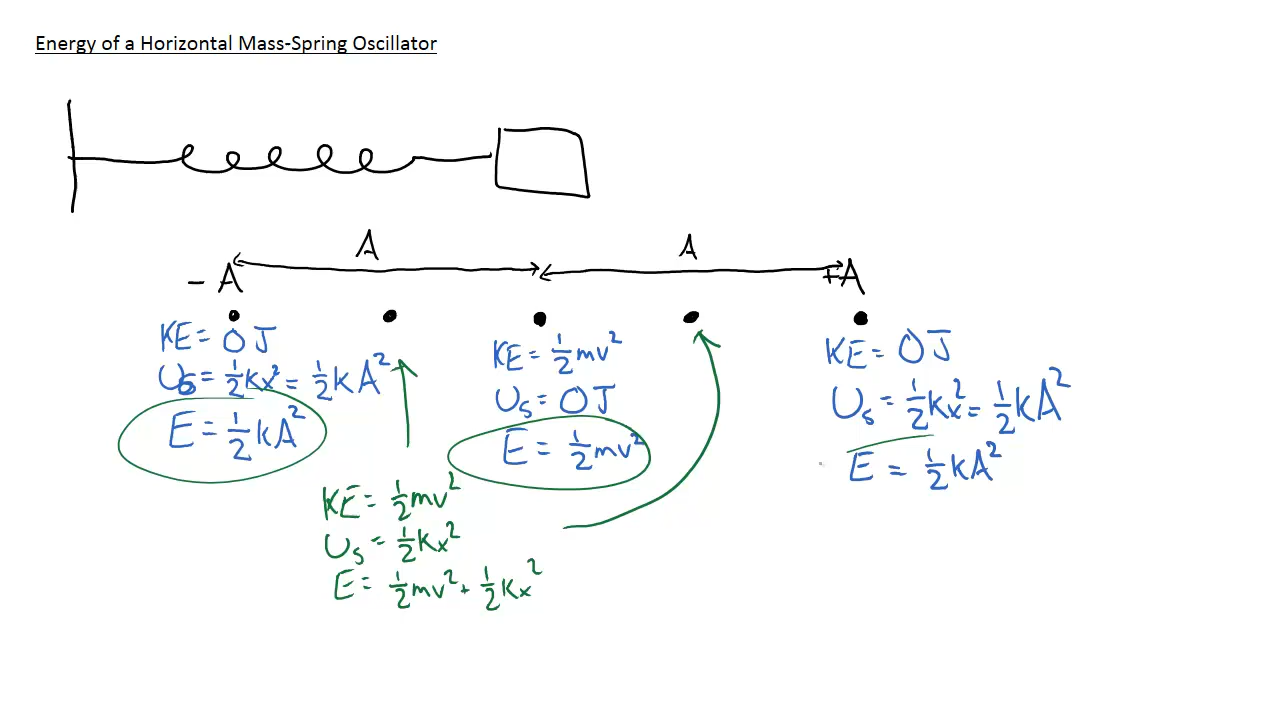 Energy of a Horizontal Mass-Spring Oscillator
A A
- A +A
KE = 0 J
Us = ½kx² = ½kA²
E = ½kA²
KE = ½mv²
Us = 0 J
E = ½mv²
KE = 0 J
Us = ½kx² = ½kA²
E = ½kA²
KE = ½mv²
Us = ½kx²
E = ½mv² + ½kx²